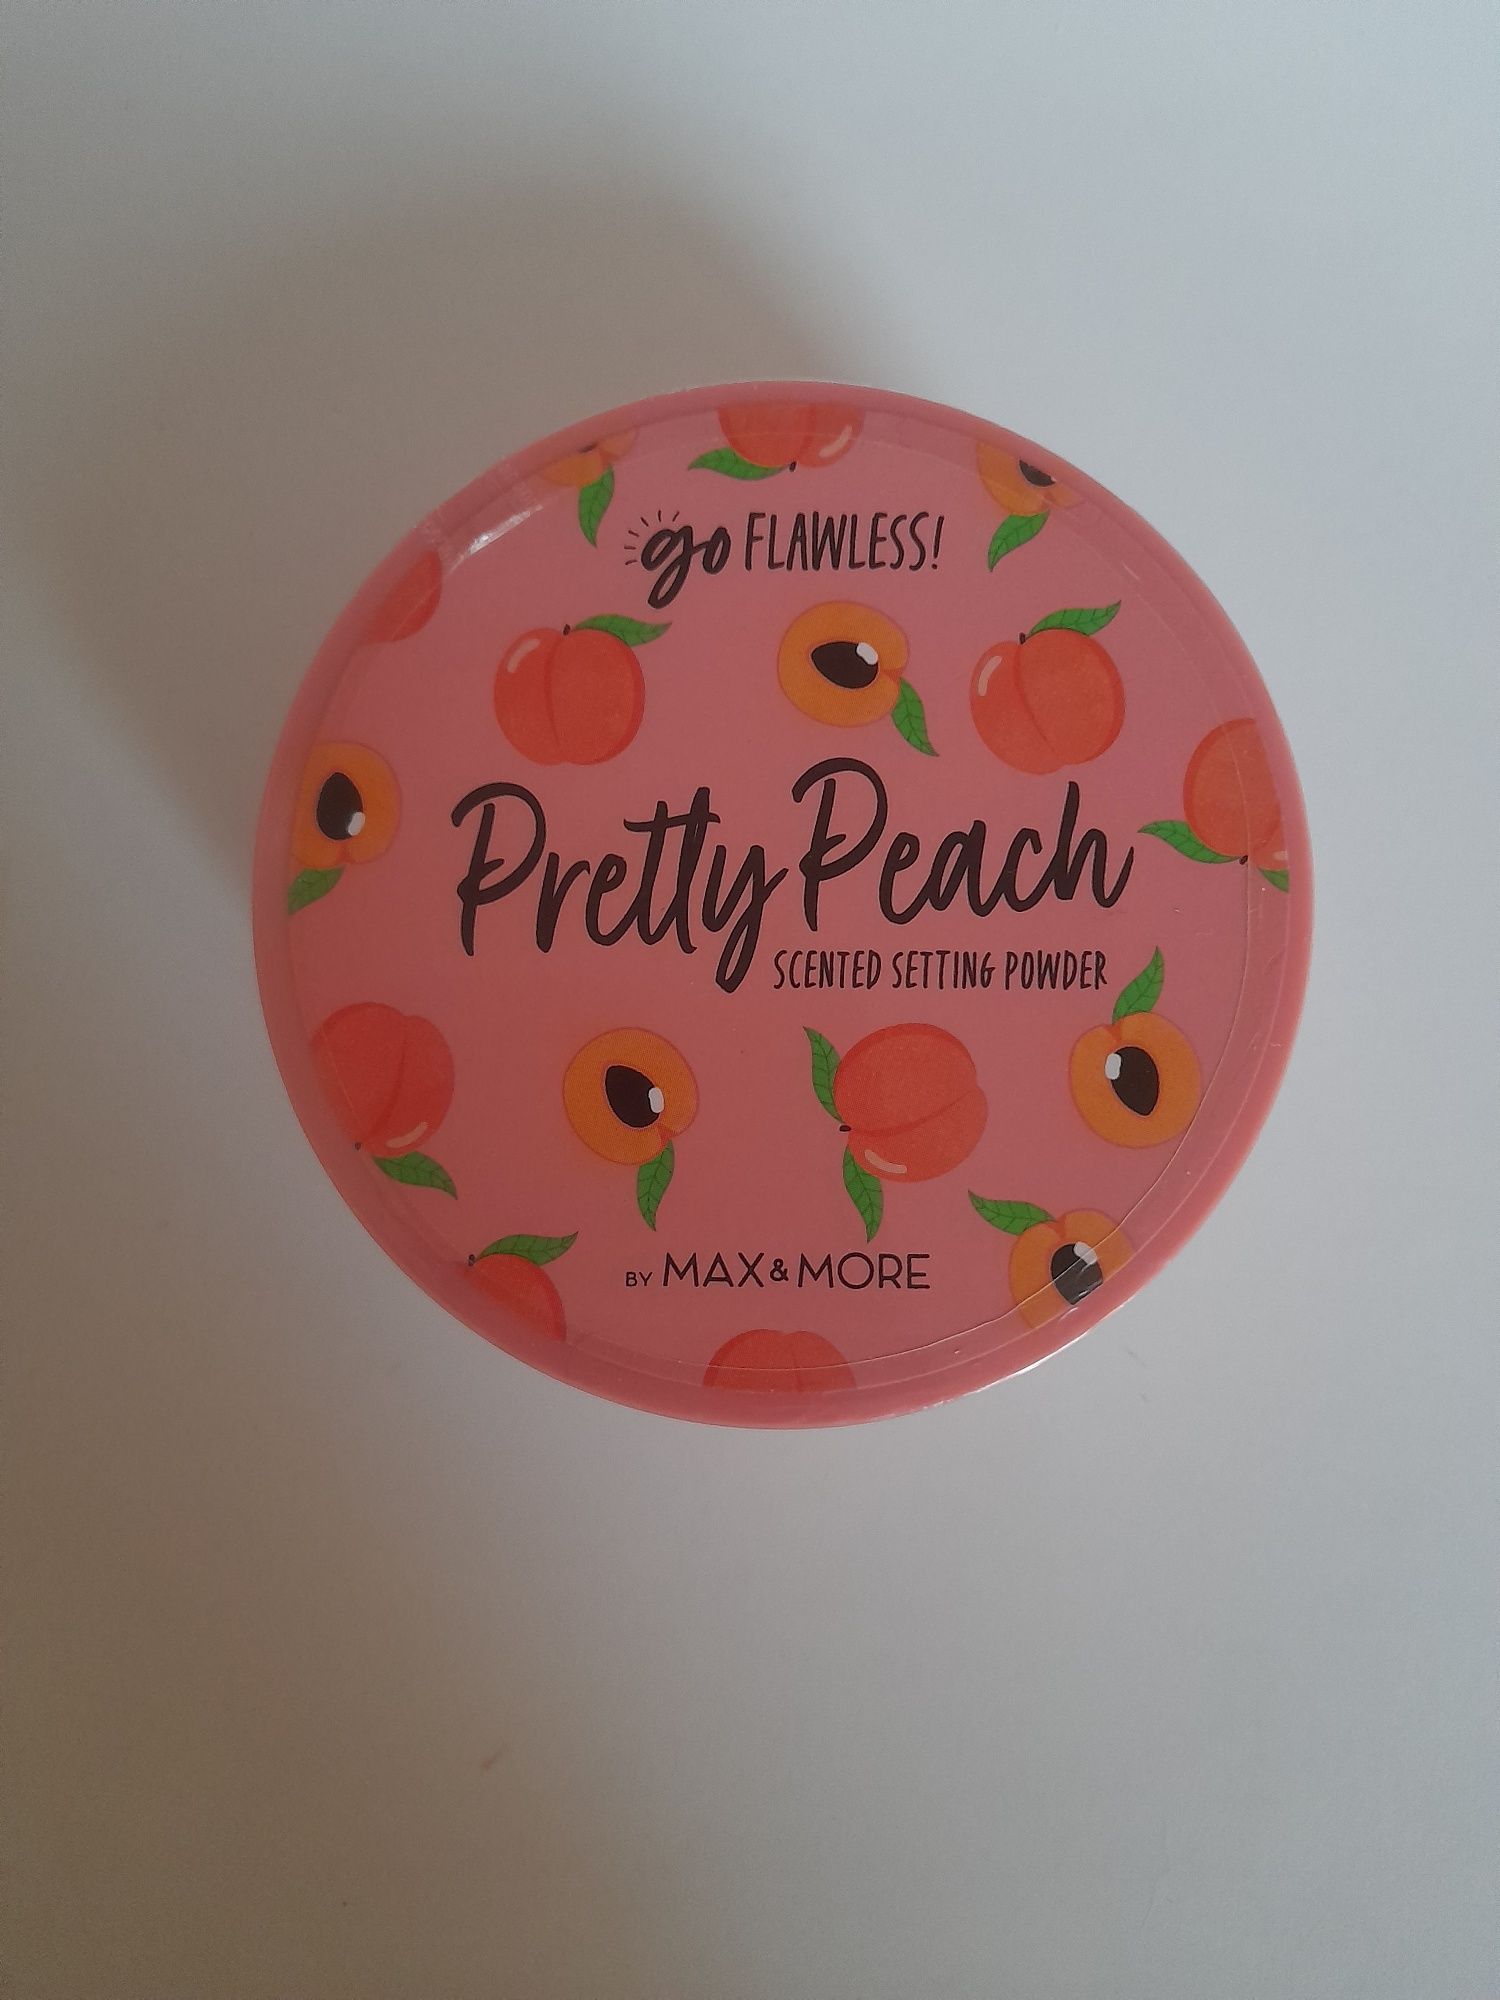 go FLAWLESS!
Pretty Peach
SCENTED SETTING POWDER
BY MAX & MORE